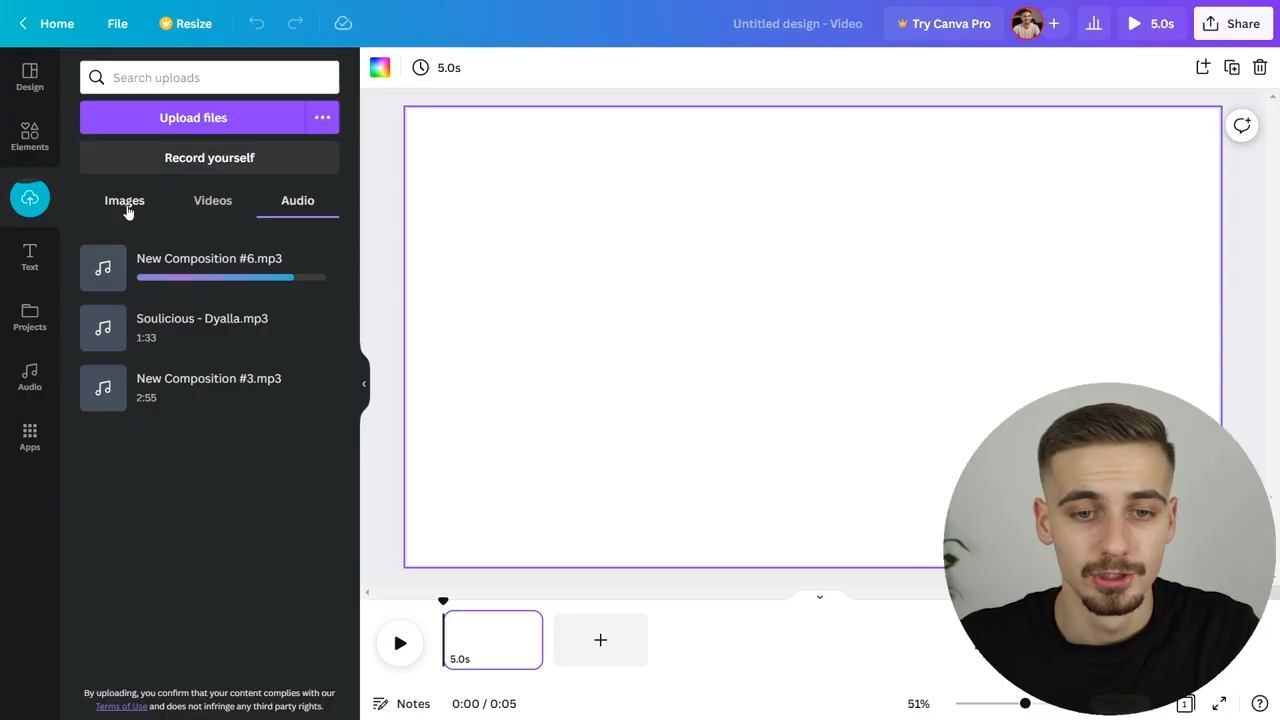 Home
File
Resize
Untitled design - Video
Try Canva Pro
5.0s
Share
Design
Elements
Text
Projects
Audio
Apps
Search uploads
Upload files
Record yourself
Images
Videos
Audio
New Composition #6.mp3
Soulicious - Dyalla.mp3
1:33
New Composition #3.mp3
2:55
By uploading, you confirm that your content complies with our
Terms of Use and does not infringe any third party rights.
5.0s
5.0s
Notes
0:00 / 0:05
51%
1